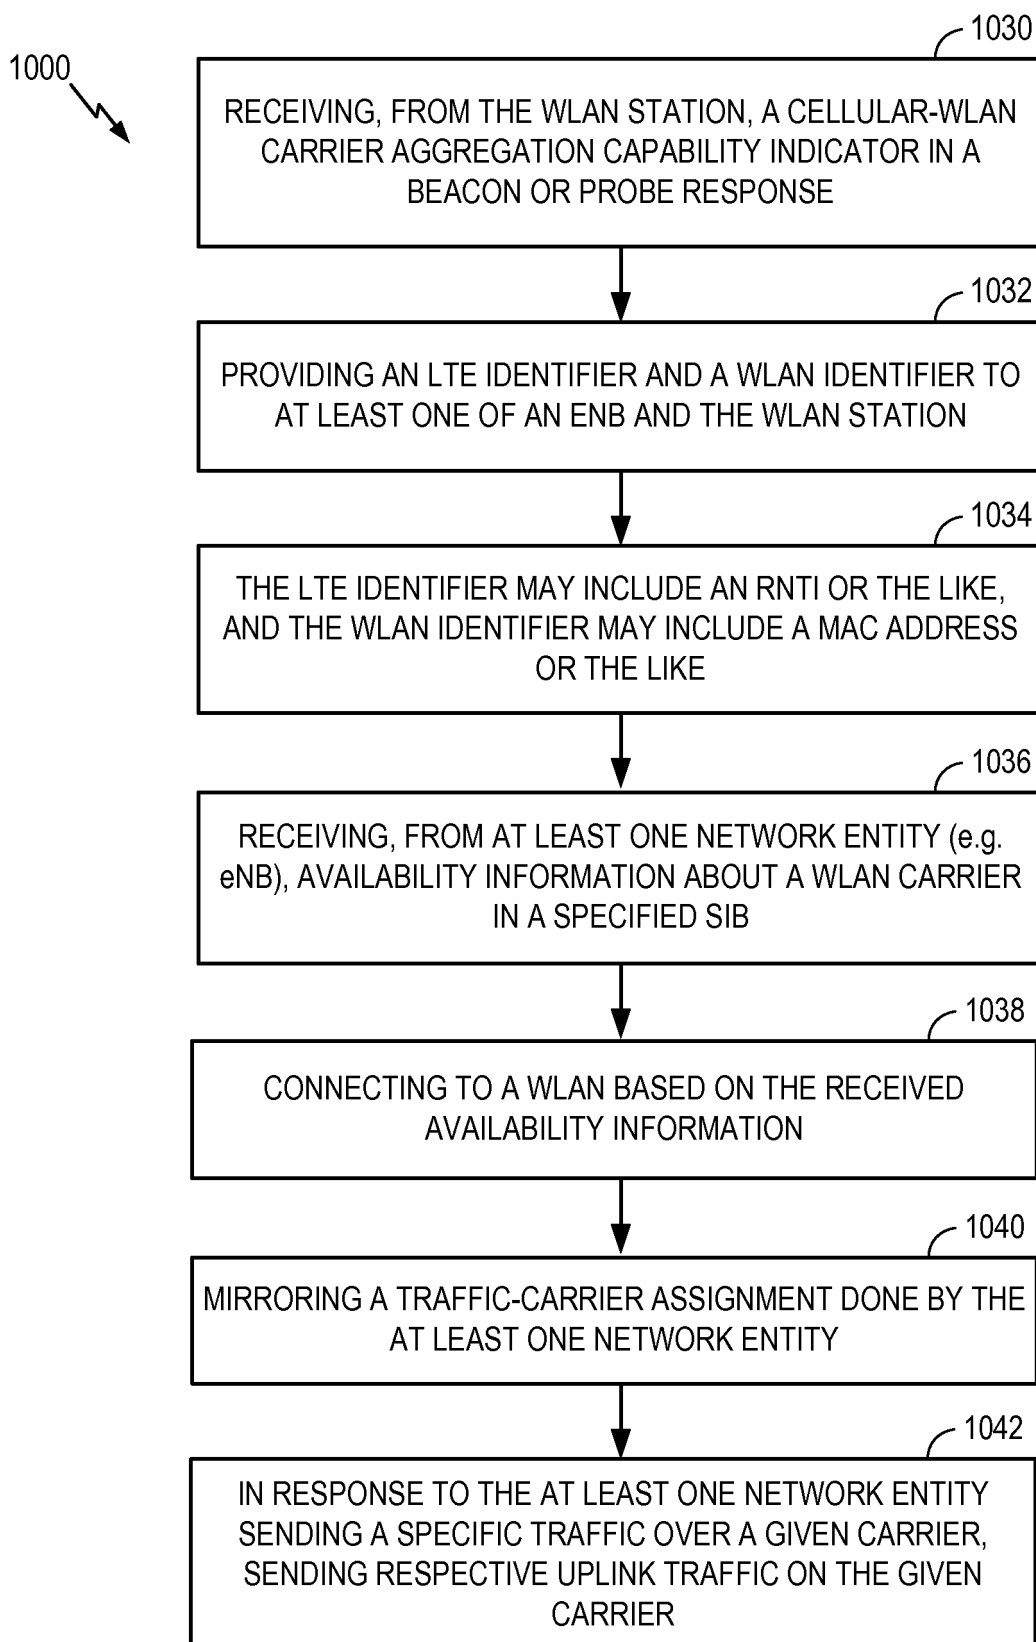 1000
1030
RECEIVING, FROM THE WLAN STATION, A CELLULAR-WLAN
CARRIER AGGREGATION CAPABILITY INDICATOR IN A
BEACON OR PROBE RESPONSE
1032
PROVIDING AN LTE IDENTIFIER AND A WLAN IDENTIFIER TO
AT LEAST ONE OF AN ENB AND THE WLAN STATION
1034
THE LTE IDENTIFIER MAY INCLUDE AN RNTI OR THE LIKE,
AND THE WLAN IDENTIFIER MAY INCLUDE A MAC ADDRESS
OR THE LIKE
1036
RECEIVING, FROM AT LEAST ONE NETWORK ENTITY (e.g.
eNB), AVAILABILITY INFORMATION ABOUT A WLAN CARRIER
IN A SPECIFIED SIB
1038
CONNECTING TO A WLAN BASED ON THE RECEIVED
AVAILABILITY INFORMATION
1040
MIRRORING A TRAFFIC-CARRIER ASSIGNMENT DONE BY THE
AT LEAST ONE NETWORK ENTITY
1042
IN RESPONSE TO THE AT LEAST ONE NETWORK ENTITY
SENDING A SPECIFIC TRAFFIC OVER A GIVEN CARRIER,
SENDING RESPECTIVE UPLINK TRAFFIC ON THE GIVEN
CARRIER